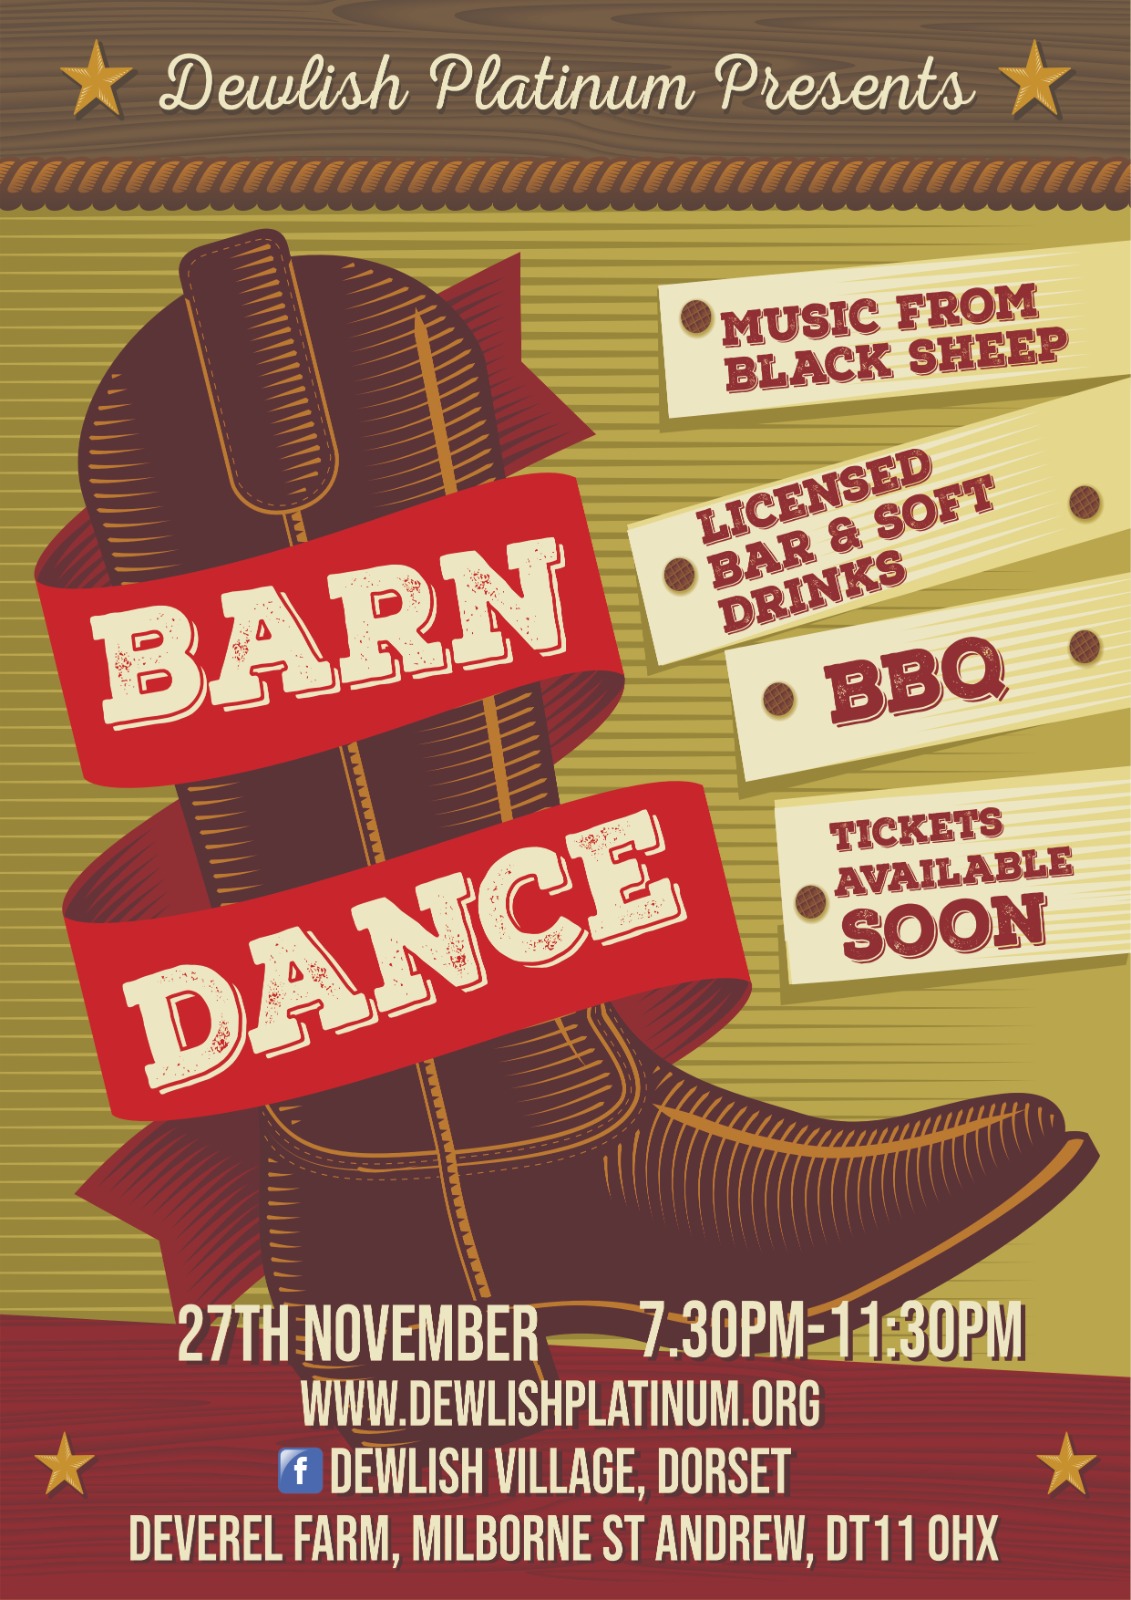 Dewlish Platinum Presents
MUSIC FROM
BLACK SHEEP
LICENSED
BAR & SOFT
DRINKS
BBQ
TICKETS
AVAILABLE
SOON
BARN
DANCE
27TH NOVEMBER 7.30PM-11:30PM
WWW.DEWLISHPLATINUM.ORG
f DEWLISH VILLAGE, DORSET
DEVEREL FARM, MILBORNE ST ANDREW, DT11 0HX